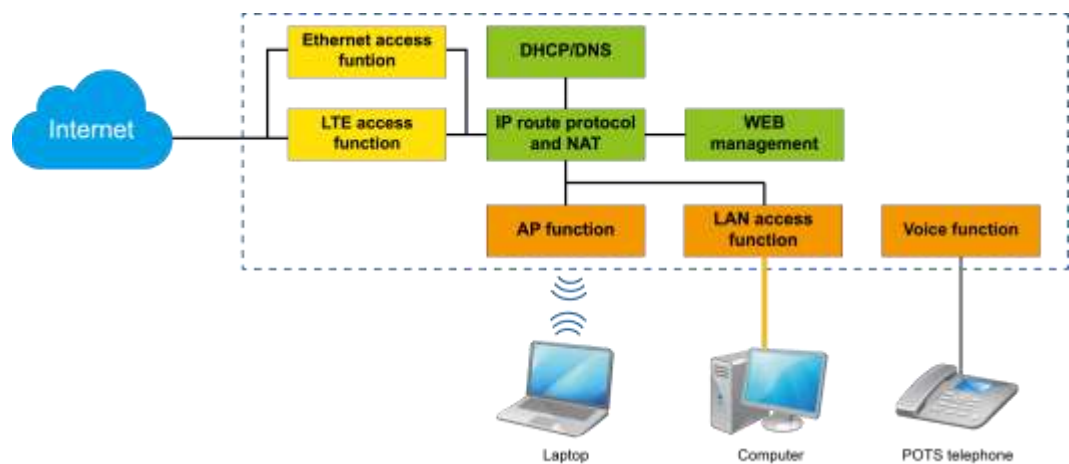 Ethernet access
funtion
DHCP/DNS
Internet
LTE access
function
IP route protocol
and NAT
WEB
management
AP function
LAN access
function
Voice function
Laptop
Computer
POTS telephone